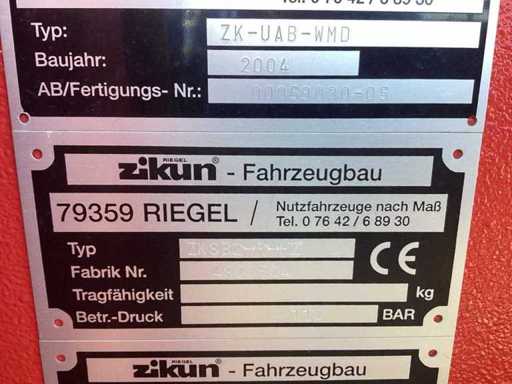 Tel. 0 76 42 / 6 89 30
Typ: ZK-UAB-WMD
Baujahr: 2004
AB/Fertigungs- Nr.:
RIEGEL
zikun® - Fahrzeugbau
79359 RIEGEL / Nutzfahrzeuge nach Maß
Tel. 0 76 42 / 6 89 30
Typ
CE
Fabrik Nr.
Tragfähigkeit kg
Betr.-Druck BAR
RIEGEL
zikun® - Fahrzeugbau